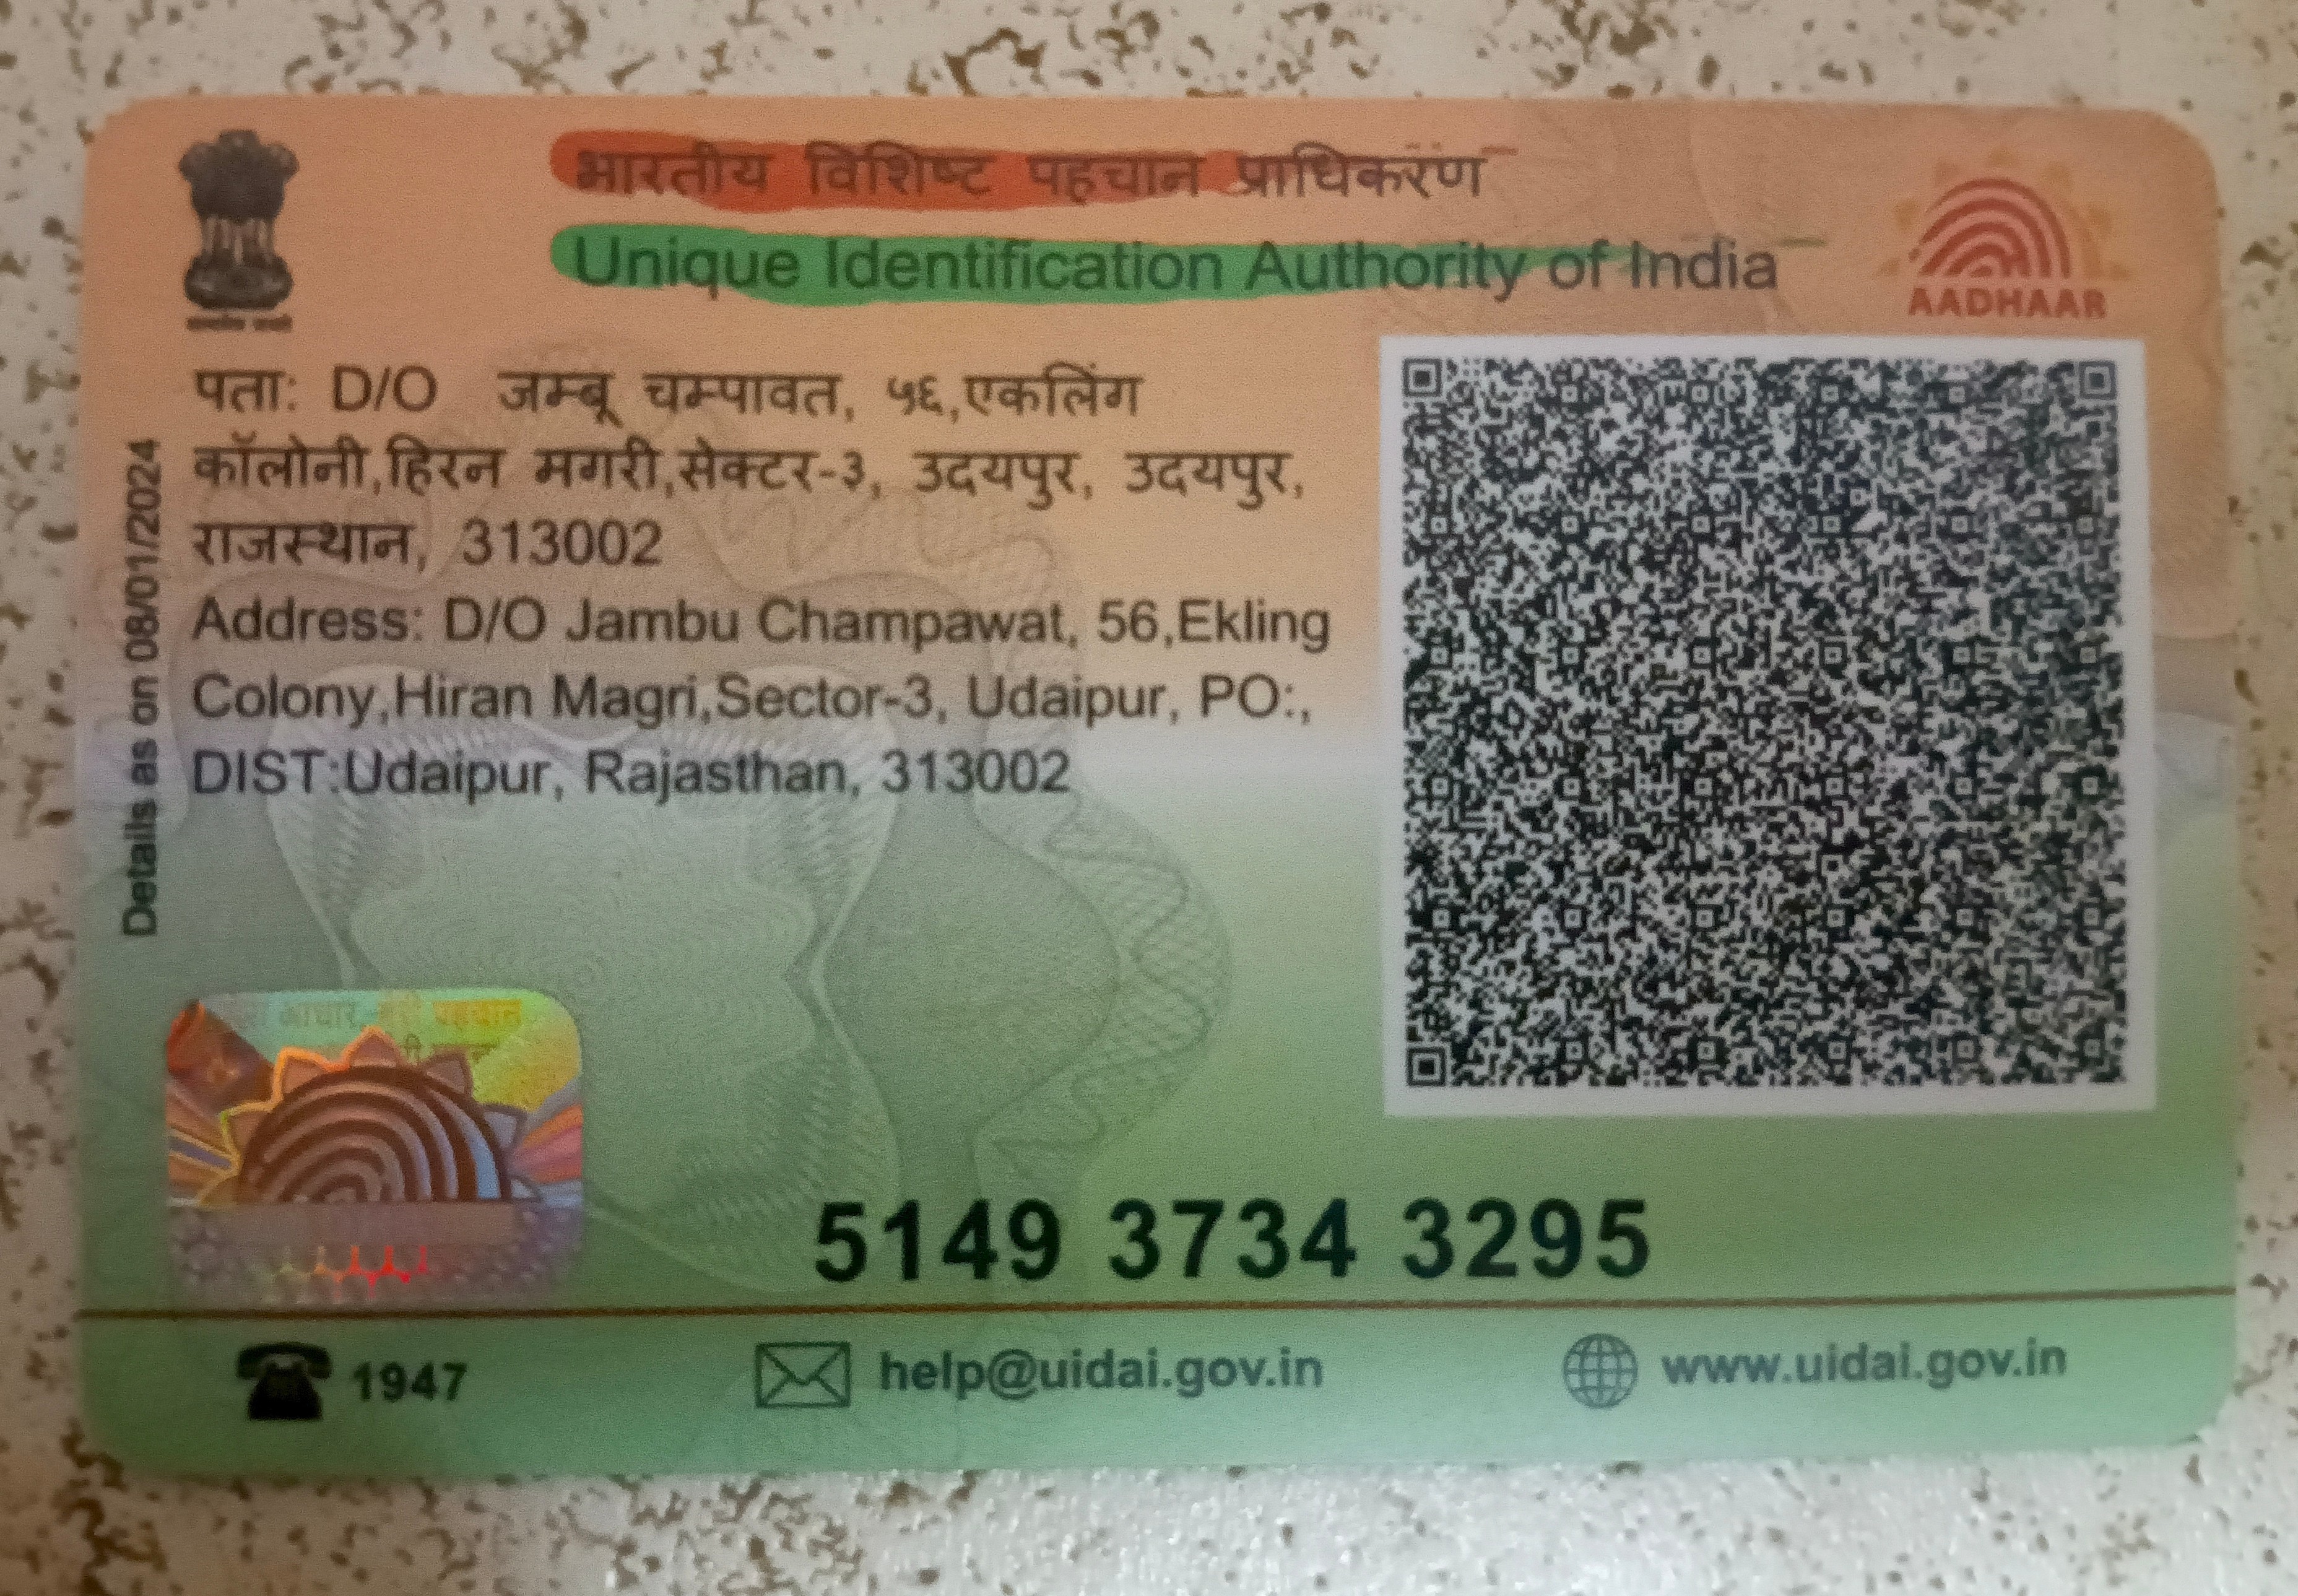 भारतीय विशिष्ट पहचान प्राधिकरण
Unique Identification Authority of India
AADHAAR
पता: D/O जम्बू चम्पावत, ५६,एकलिंग
कॉलोनी,हिरन मगरी,सेक्टर-३, उदयपुर, उदयपुर,
राजस्थान, 313002
Address: D/O Jambu Champawat, 56,Ekling
Colony,Hiran Magri,Sector-3, Udaipur, PO:,
DIST:Udaipur, Rajasthan, 313002
Details as on 08/01/2024
5149 3734 3295
1947
help@uidai.gov.in
www.uidai.gov.in